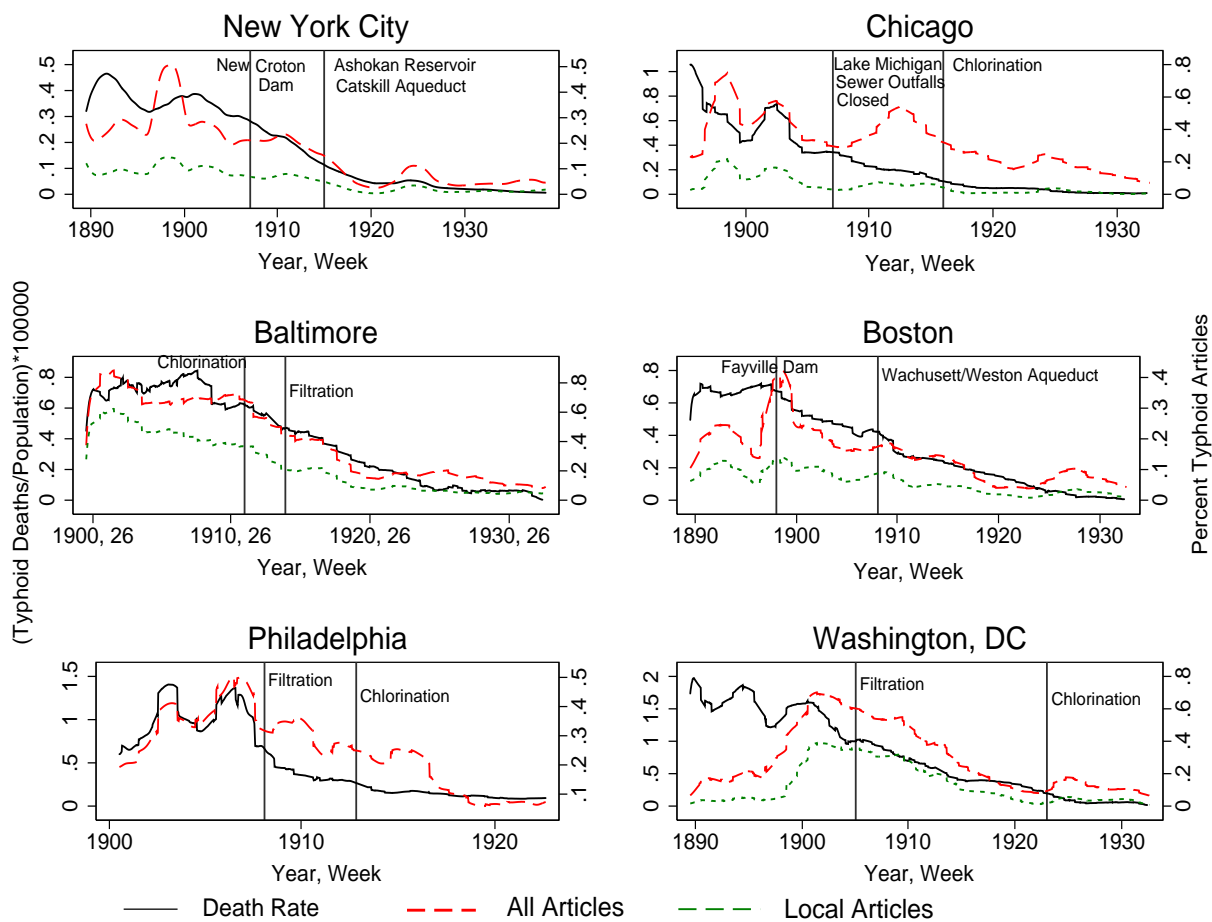 New York City
New Croton
Dam
Ashokan Reservoir
Catskill Aqueduct
0 .1 .2 .3 .4 .5
0 .1 .2 .3 .4 .5
1890 1900 1910 1920 1930
Year, Week
Chicago
Lake Michigan
Sewer Outfalls
Closed
Chlorination
0 .2 .4 .6 .8 1
0 .2 .4 .6 .8
1900 1910 1920 1930
Year, Week
(Typhoid Deaths/Population)*100000
Percent Typhoid Articles
Baltimore
Chlorination
Filtration
0 .2 .4 .6 .8
0 .2 .4 .6 .8
1900, 26 1910, 26 1920, 26 1930, 26
Year, Week
Boston
Fayville Dam
Wachusett/Weston Aqueduct
0 .2 .4 .6 .8
0 .1 .2 .3 .4
1890 1900 1910 1920 1930
Year, Week
Philadelphia
Filtration
Chlorination
0 .5 1 1.5
.1 .2 .3 .4 .5
1900 1910 1920
Year, Week
Washington, DC
Filtration
Chlorination
0 .5 1 1.5 2
0 .2 .4 .6 .8
1890 1900 1910 1920 1930
Year, Week
Death Rate All Articles Local Articles